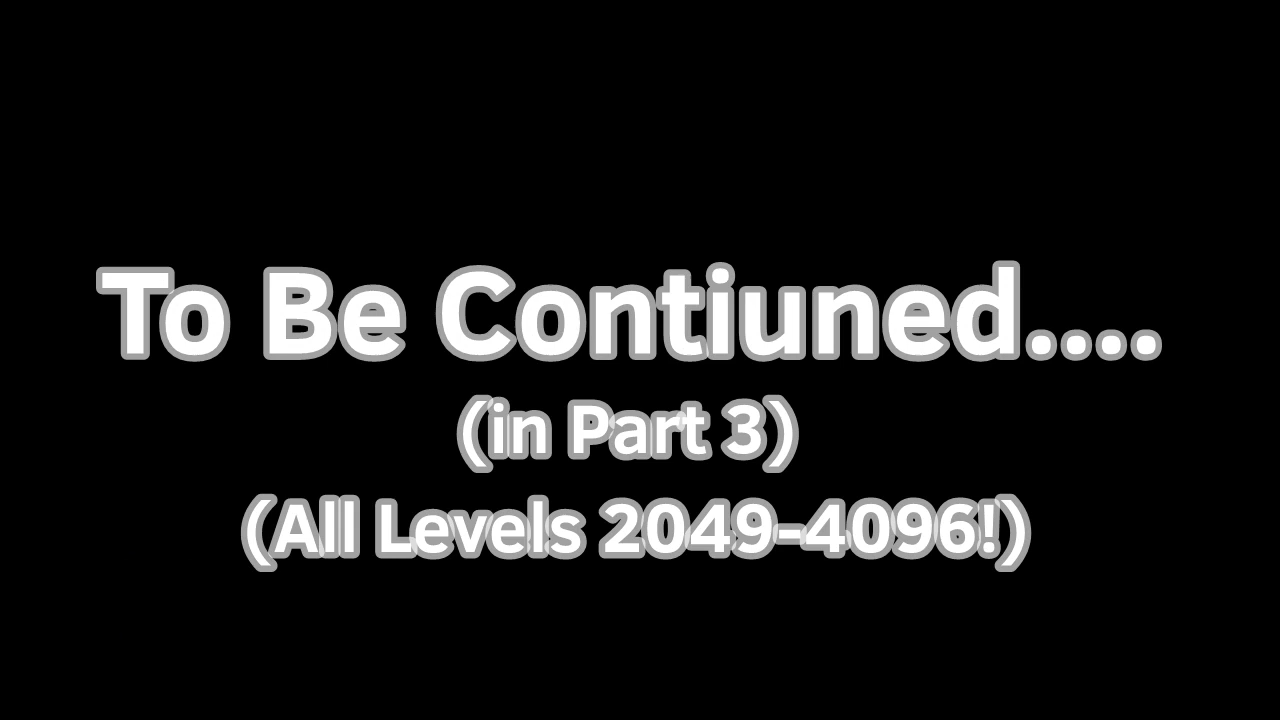 To Be Contiuned....
(in Part 3)
(All Levels 2049-4096!)